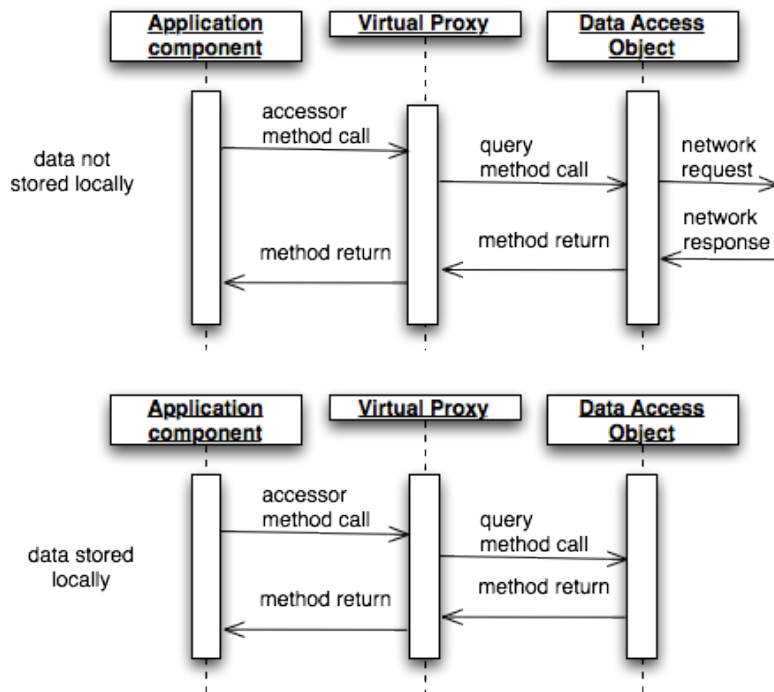 Application
component
Virtual Proxy
Data Access
Object
data not
stored locally
accessor
method call
query
method call
network
request
network
response
method return
method return
Application
component
Virtual Proxy
Data Access
Object
data stored
locally
accessor
method call
query
method call
method return
method return